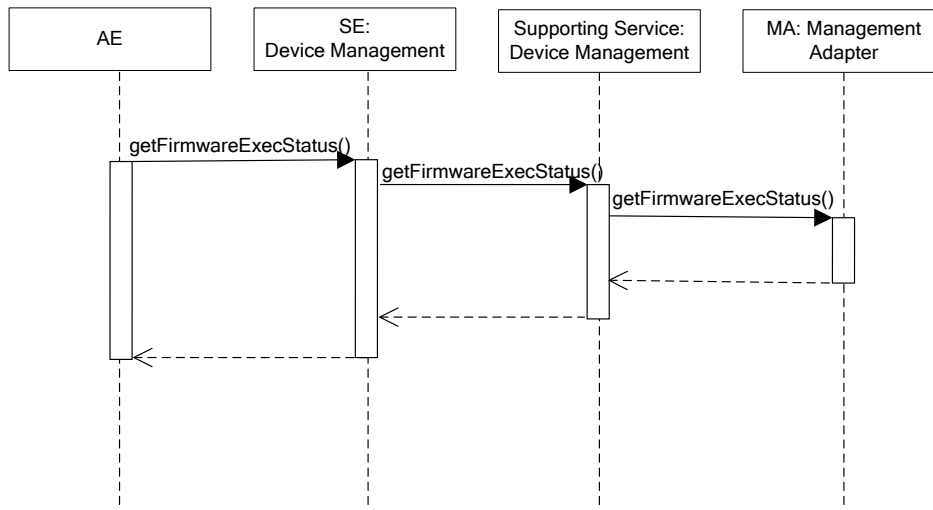 AE
SE:
Device Management
Supporting Service:
Device Management
MA: Management
Adapter
getFirmwareExecStatus()
getFirmwareExecStatus()
getFirmwareExecStatus()